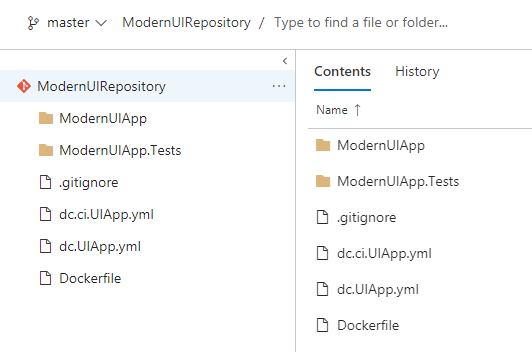 master ModernUIRepository / Type to find a file or folder...
ModernUIRepository
ModernUIApp
ModernUIApp.Tests
.gitignore
dc.ci.UIApp.yml
dc.UIApp.yml
Dockerfile
Contents History
Name ↑
ModernUIApp
ModernUIApp.Tests
.gitignore
dc.ci.UIApp.yml
dc.UIApp.yml
Dockerfile